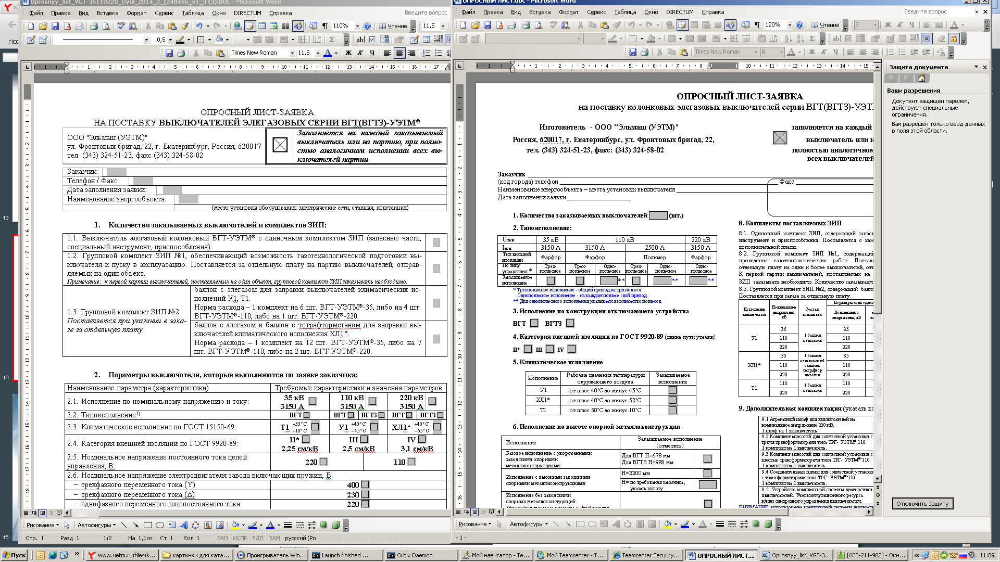 Oprosnyy_list_VGT-35110220_(iyul_2014_2_(249456_v1_3 (3).DOC - Microsoft Word
Файл Правка Вид Вставка Формат Сервис Таблица Окно DIRECTUM Справка
Введите вопрос
110% Чтение 11,5
0,5
Times New Roman 11,5 Ж К Ч
ОПРОСНЫЙ ЛИСТ-ЗАЯВКА
НА ПОСТАВКУ ВЫКЛЮЧАТЕЛЕЙ ЭЛЕГАЗОВЫХ СЕРИИ ВГТ(ВГТЗ)-УЭТМ®
ООО "Эльмаш (УЭТМ)"
ул. Фронтовых бригад, 22, г. Екатеринбург, Россия, 620017
тел. (343) 324-51-23, факс (343) 324-58-02
Заполняется на каждый заказываемый
выключатель или на партию, при полно-
стью аналогичном исполнении всех вы-
ключателей партии
Заказчик:
Телефон / Факс:
Дата заполнения заявки:
Наименование энергообъекта:
(место установки оборудования: электрические сети, станция, подстанция)
1. Количество заказываемых выключателей и комплектов ЗИП:
1.1. Выключатель элегазовый колонковый ВГТ-УЭТМ® с одиночным комплектом ЗИП (запасные части,
специальный инструмент, приспособления).
1.2. Групповой комплект ЗИП №1, обеспечивающий возможность газотехнологической подготовки вы-
ключателя к пуску в эксплуатацию. Поставляется за отдельную плату на партию выключателей, отправ-
ляемых на один объект.
Примечание: к первой партии выключателей, поставляемых на один объект, групповой комплект ЗИП заказывать необходимо.
1.3. Групповой комплект ЗИП №2
Поставляется при указании в зака-
зе за отдельную плату
баллон с элегазом для заправки выключателей климатических ис-
полнений У1, Т1.
Норма расхода – 1 комплект на 6 шт. ВГТ-УЭТМ®-35, либо на 4 шт.
ВГТ-УЭТМ®-110, либо на 1 шт. ВГТ-УЭТМ®-220.
баллон с элегазом и баллон с тетрафторметаном для заправки вы-
ключателей климатического исполнения ХЛ1*.
Норма расхода – 1 комплект на 12 шт. ВГТ-УЭТМ®-35, либо на 7
шт. ВГТ-УЭТМ®-110, либо на 2 шт. ВГТ-УЭТМ®-220.
2. Параметры выключателя, которые выполняются по заявке заказчика:
Наименование параметра (характеристики) Требуемые характеристики и значения параметров
2.1. Исполнение по номинальному напряжению и току: 35 кВ 3150 А 110 кВ 3150 А 220 кВ 3150 А
2.2. Типоисполнение1): ВГТ ВГТ ВГТЗ ВГТ ВГТЗ
2.3. Климатическое исполнение по ГОСТ 15150-69: Т1 +55°С –10°С У1 +40°С –45°С ХЛ1* +40°С –55°С
2.4. Категория внешней изоляции по ГОСТ 9920-89: II* 2,25 см/кВ III 2,5 см/кВ IV 3,1 см/кВ
2.5. Номинальное напряжение постоянного тока цепей
управления, В: 220 110
2.6. Номинальное напряжение электродвигателя завода включающих пружин, В:
– трехфазного переменного тока (Y) 400
– трехфазного переменного тока (Δ) 230
– однофазного переменного или постоянного тока 220
Рисование Автофигуры
Стр. 1 Разд 1 1/2 На 1,1см Ст 1 Кол 1 ЗАП ИСПР ВДЛ ЗАМ русский (Ро
13
14
15
ОПРОСНЫЙ ЛИСТ.doc - Microsoft Word
Файл Правка Вид Вставка Формат Сервис Таблица Окно DIRECTUM Справка
Введите вопрос
120% Чтение 8 Ж К Ч
Times New Roman 8 Ж К Ч
ОПРОСНЫЙ ЛИСТ-ЗАЯВКА
на поставку колонковых элегазовых выключателей серии ВГТ(ВГТЗ)-УЭТ
Изготовитель - ООО "Эльмаш (УЭТМ)"
Россия, 620017, г. Екатеринбург, ул. Фронтовых бригад, 22,
тел. (343) 324-51-23, факс: (343) 324-58-02
заполняется на каждый
выключатель или н
полностью аналогичном
всех выключателей
Заказчик
(код города) телефон Факс
Наименование энергообъекта – места установки выключателя
Дата заполнения заявки
1. Количество заказываемых выключателей (шт.)
2. Типоисполнение:
Uном 35 кВ 110 кВ 220 кВ
Iном 3150 А 3150 А 2500 А 3150 А
Тип внешней изоляции Фарфор Фарфор Полимер Фарфор
По типу управления * Трех-полюсное Трех-полюсное Одно-полюсное Трех-полюсное Одно-полюсное Одно-полюсное
Заказываемое исполнение ** ** **
* Трехполюсное исполнение - общий привод на три полюса.
Однополюсное исполнение - на каждом полюсе свой привод.
** Для однополюсного исполнения указывается количество полюсов.
3. Исполнение по конструкции отключающего устройства
ВГТ ВГТЗ
4. Категория внешней изоляции по ГОСТ 9920-89 (длина пути утечки)
II* III IV
5. Климатическое исполнение
Исполнение Рабочие значения температуры окружающего воздуха Заказываемое исполнение
У1 от плюс 40°С до минус 45°С
ХЛ1* от плюс 40°С до минус 52°С
Т1 от плюс 50°С до минус 10°С
6. Исполнение по высоте опорной металлоконструкции
Исполнение Заказываемое исполнение (отметить)
Базовое исполнение с укороченными
заводскими опорными
металлоконструкциями
Для ВГТ Н=678 мм
Для ВГТЗ Н=988 мм
Исполнение с высокими заводскими
опорными металлоконструкциями
Н=2200 мм
Н= по требования заказчика,
указать высоту
Исполнение без заводских
опорных металлоконструкций
8. Комплекты поставляемых ЗИП
8.1. Одиночный комплект ЗИП, содержащий запас
инструмент и приспособления. Поставляется с каж
дополнительной платы.
8.2. Групповой комплект ЗИП №1, содержащий
проведения газотехнологических работ. Постав
отдельную плату на один и более выключателей, отп
К первой партии выключателей, поставляемых на
ЗИП заказывать необходимо. Количество заказываем
8.3. Групповой комплект ЗИП №2, содержащий баллс
Поставляется при заказе за отдельную плату.
Исполнение выключателя Номинальное напряжение, кВ Состав комплекта Норма расхода одного
Номинальное напряжение, кВ
У1 35 110 220 1 баллон с элегазом 35 110 220
ХЛ1* 35 110 220 1 баллон с элегазом и 1 баллон с тетрафторметаном 35 110 220
Т1 110 220 1 баллон с элегазом 110 220
9. Дополнительная комплектация (указать ко
9.1 Агрегатный шкаф для выключателей на
номинальное напряжение 220 кВ.
1 шкаф на 1 выключатель.
9.2 Комплект консолей для совместной установки с
тремя трансформаторами тока ТРГ- УЭТМ®-110.
1 комплект на 1 выключатель.
9.3 Комплект консолей для совместной установки с
шестью трансформаторами тока ТРГ- УЭТМ®-110.
1 комплект на 1 выключатель.
9.4 Соединительные шины для совместной установки
с трансформаторами тока ТРГ- УЭТМ®-110.
1 комплект на 1 выключатель.
8.5. Устройство комплексной системы диагностики
выключателей. Учет коммутационного ресурса
и/или синхронного управления выключателем.
ВНИМАНИЕ: использование комплексной системы диагност
Рисование Автофигуры
- 1 -
Защита документа
Ваши разрешения
Документ защищен паролем,
действуют специальные
ограничения.
Вам разрешен только ввод данных
в поля этой области.
Отключить защиту
Пуск
www.uetm.ru/files/k...
картинки для ката...
Проигрыватель Win...
Launch finished ...
Orbix Daemon
Мой навигатор - Te...
Мой Teamcenter - T...
Teamcenter Security...
ОПРОСНЫЙ ЛИСТ....
Oprosnyy_list_VGT-3...
[600-211-902] - Окн...
11:09